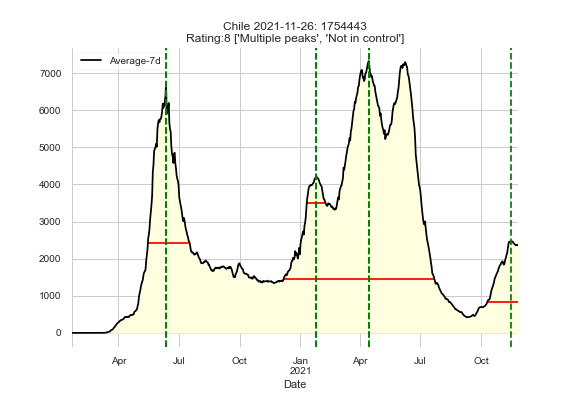 Chile 2021-11-26: 1754443
Rating:8 ['Multiple peaks', 'Not in control']
Average-7d
7000
6000
5000
4000
3000
2000
1000
0
Apr Jul Oct Jan Apr Jul Oct
2021
Date